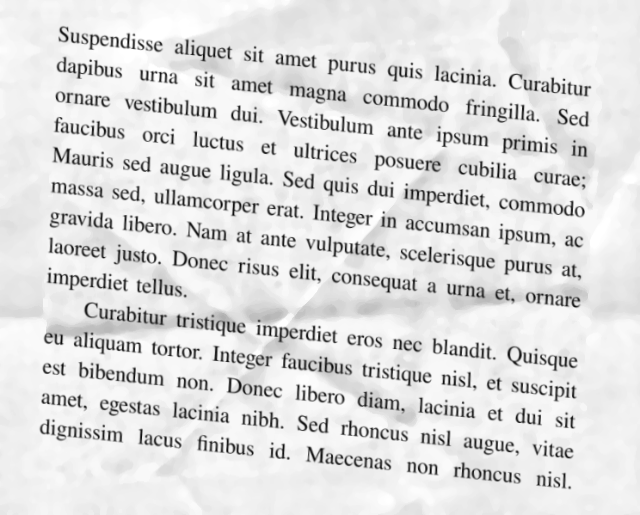 Suspendisse aliquet sit amet purus quis lacinia. Curabitur
dapibus urna sit amet magna commodo fringilla. Sed
ornare vestibulum dui. Vestibulum ante ipsum primis in
faucibus orci luctus et ultrices posuere cubilia curae;
Mauris sed augue ligula. Sed quis dui imperdiet, commodo
massa sed, ullamcorper erat. Integer in accumsan ipsum, ac
gravida libero. Nam at ante vulputate, scelerisque purus at,
laoreet justo. Donec risus elit, consequat a urna et, ornare
imperdiet tellus.
Curabitur tristique imperdiet eros nec blandit. Quisque
eu aliquam tortor. Integer faucibus tristique nisl, et suscipit
est bibendum non. Donec libero diam, lacinia et dui sit
amet, egestas lacinia nibh. Sed rhoncus nisl augue, vitae
dignissim lacus finibus id. Maecenas non rhoncus nisl.